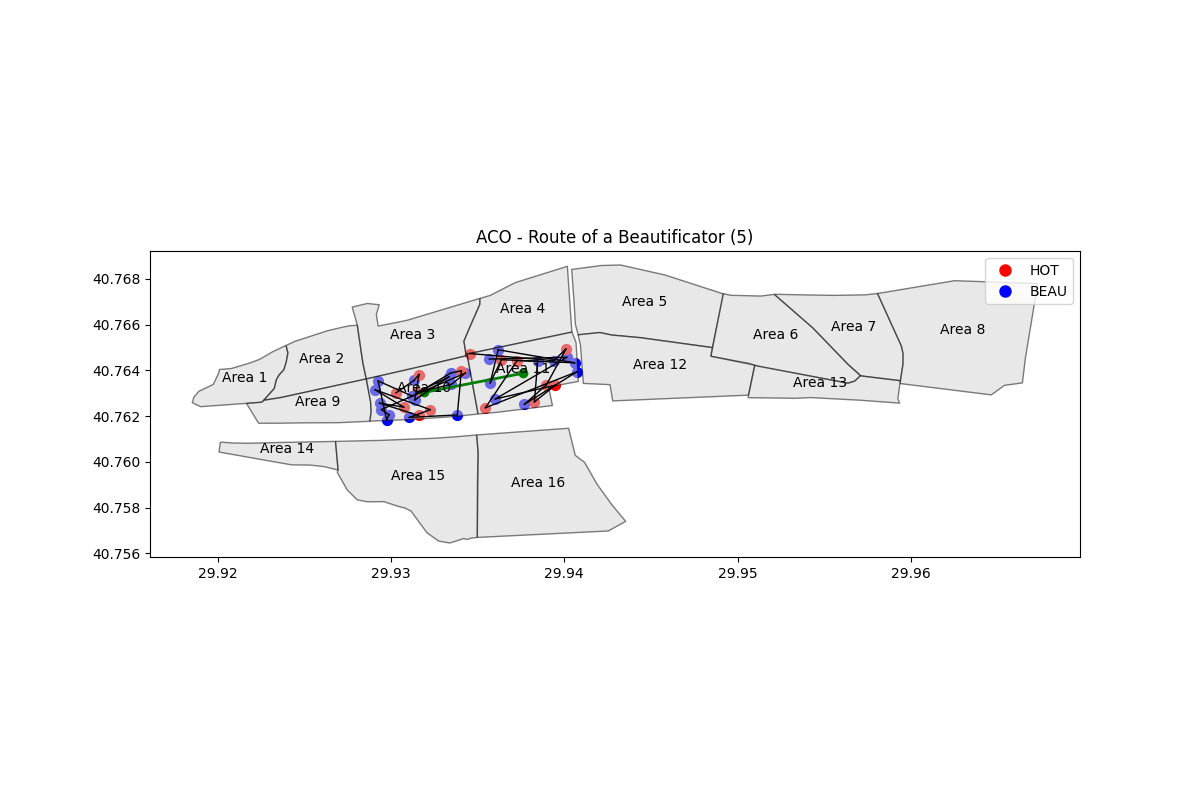 ACO - Route of a Beautificator (5)
HOT
BEAU
40.768
40.766
40.764
40.762
40.760
40.758
40.756
Area 1
Area 2
Area 3
Area 4
Area 5
Area 6
Area 7
Area 8
Area 9
Area 10
Area 11
Area 12
Area 13
Area 14
Area 15
Area 16
29.92
29.93
29.94
29.95
29.96